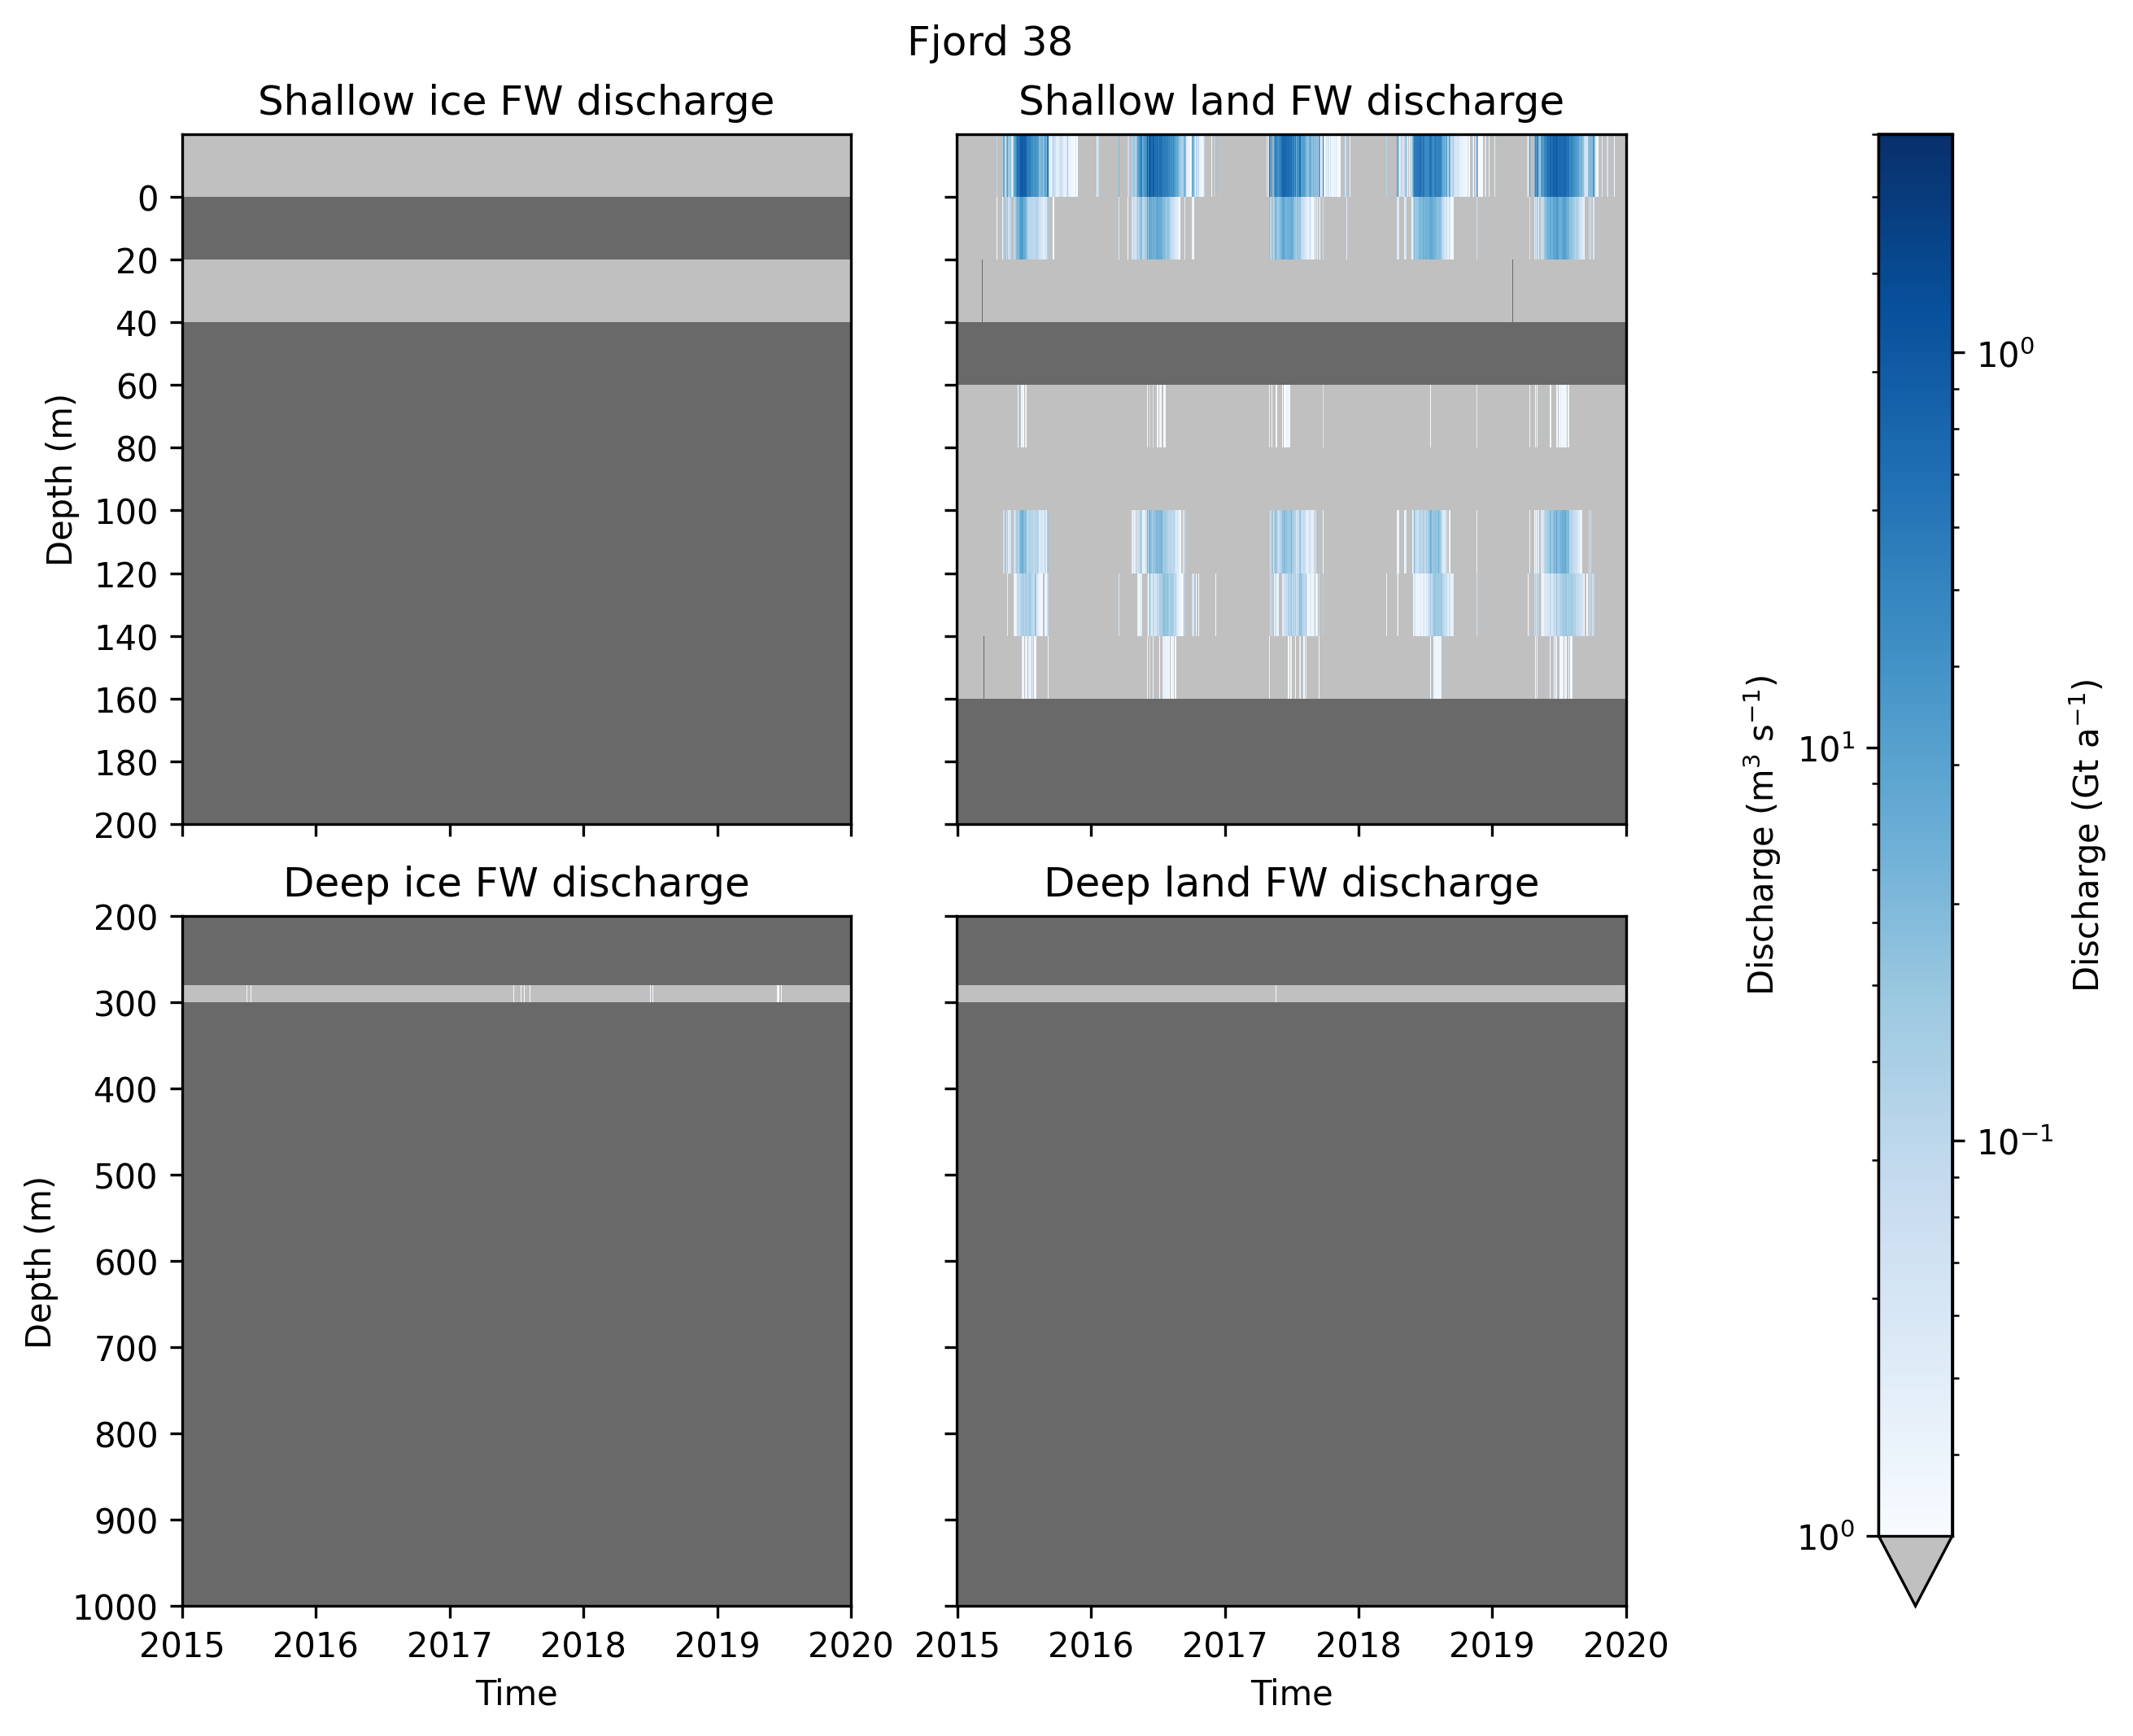 Fjord 38
Shallow ice FW discharge
Shallow land FW discharge
0
20
40
60
80
100
120
140
160
180
200
Depth (m)
Deep ice FW discharge
Deep land FW discharge
200
300
400
500
600
700
800
900
1000
Depth (m)
2015 2016 2017 2018 2019 2020
2015 2016 2017 2018 2019 2020
Time
Time
Discharge (m³ s⁻¹)
10¹
10⁰
10⁰
10⁻¹
Discharge (Gt a⁻¹)